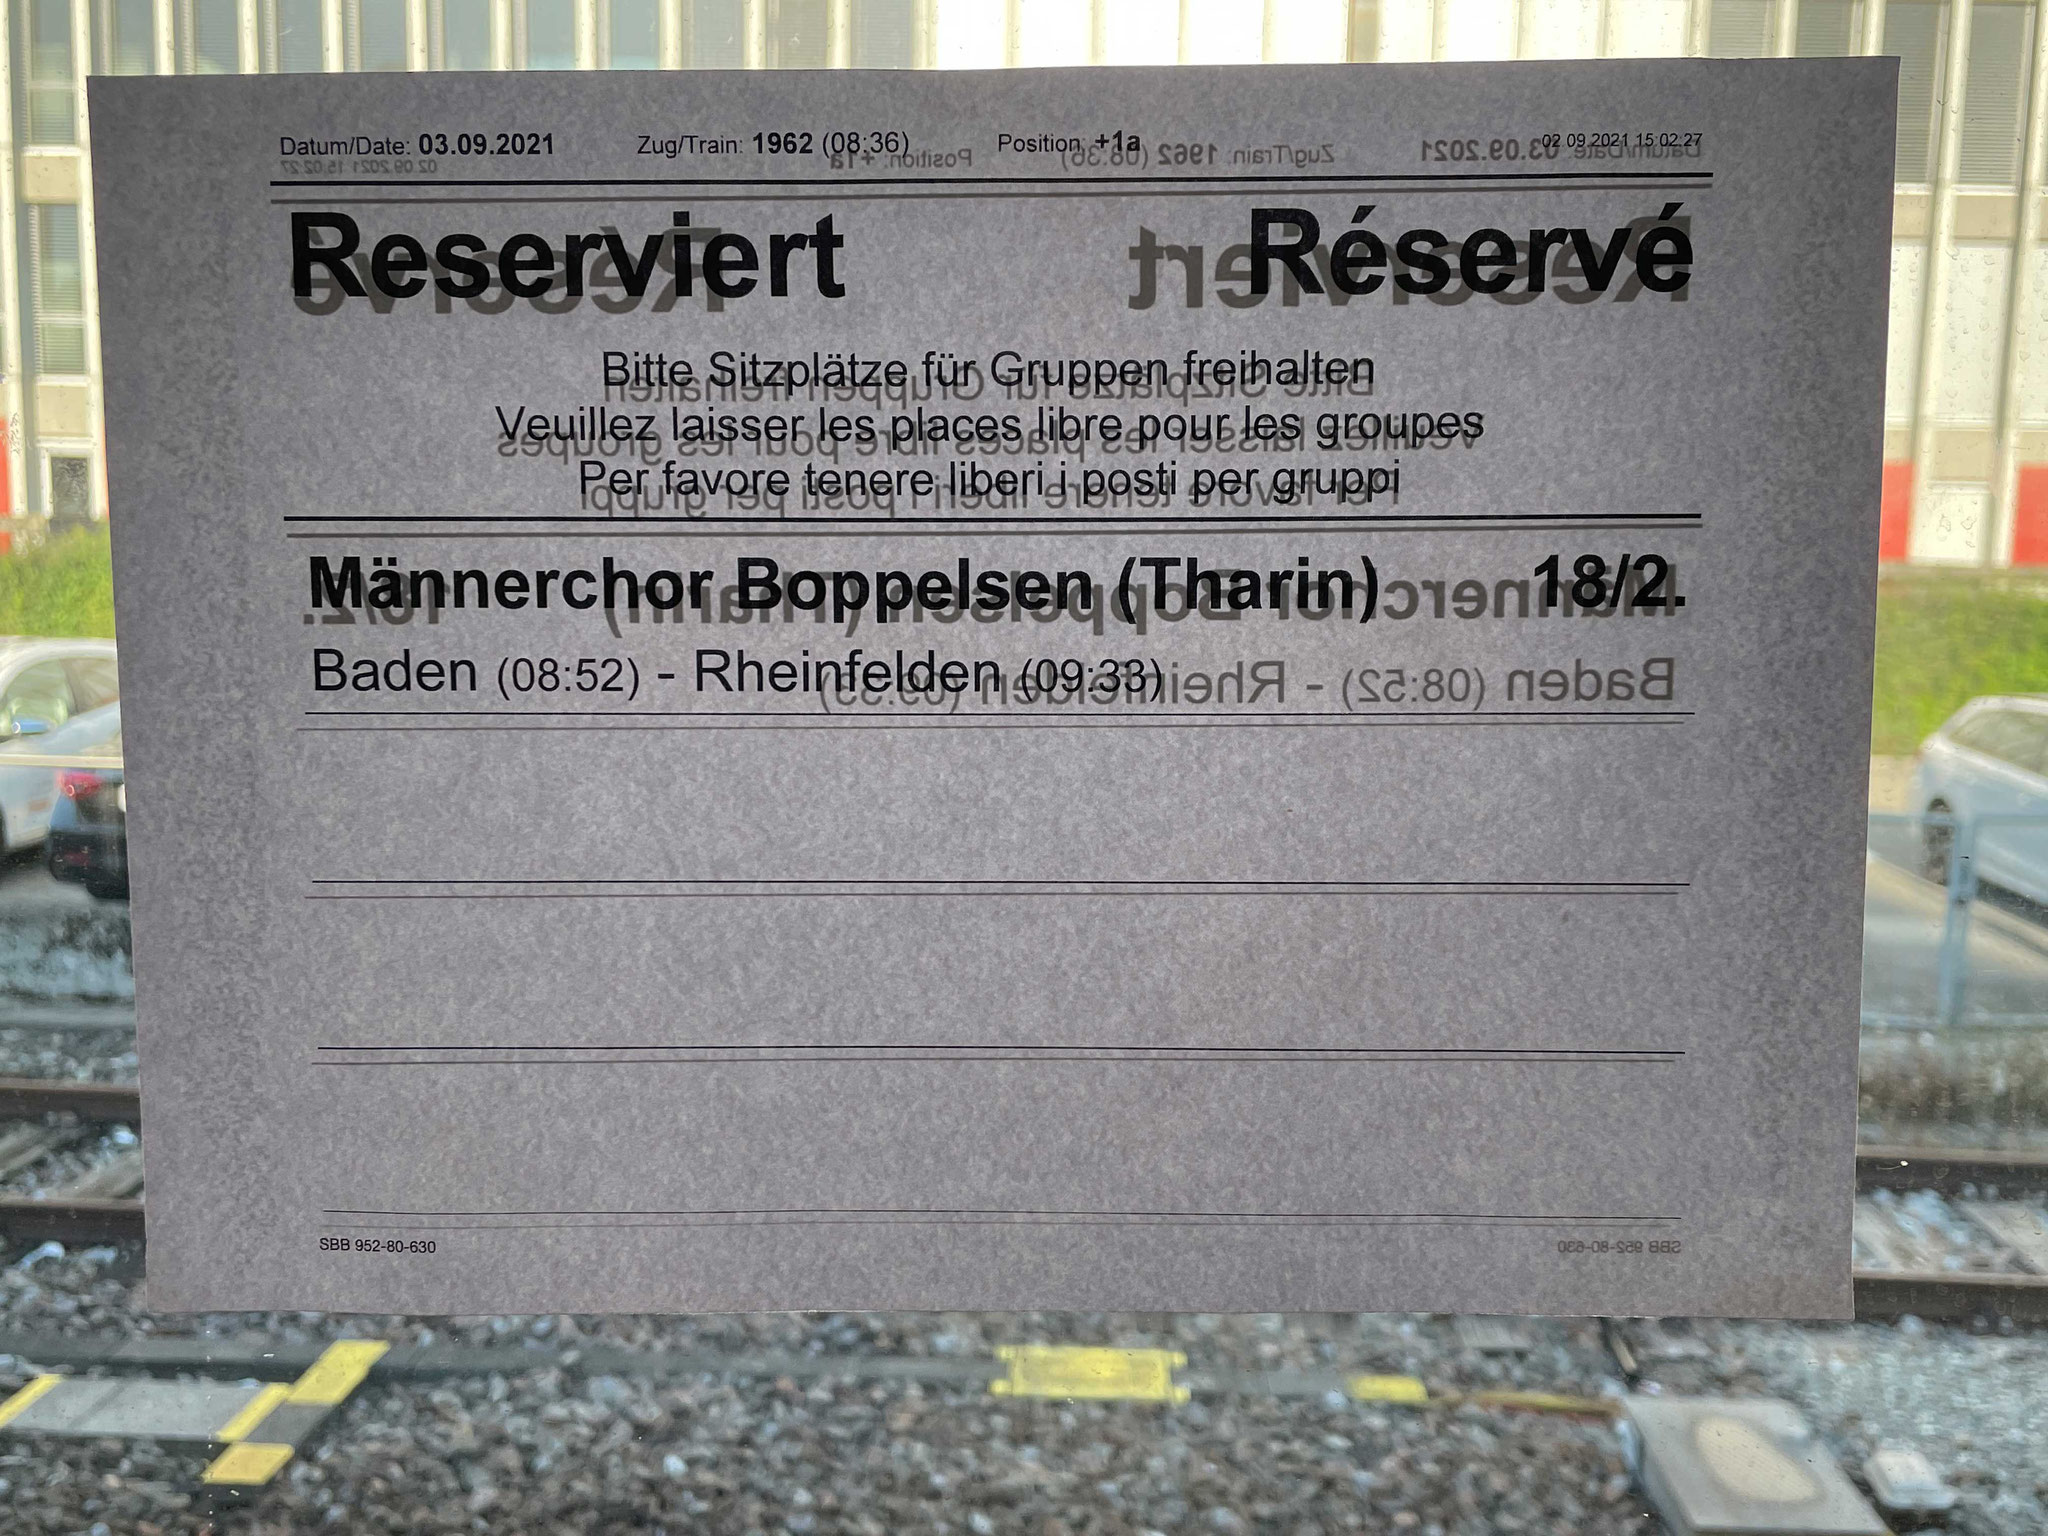 Datum/Date: 03.09.2021 Zug/Train: 1962 (08:36) Position: +1a 02 09.2021 15:02:27
Reserviert Réservé
Bitte Sitzplätze für Gruppen freihalten
Veuillez laisser les places libre pour les groupes
Per favore tenere liberi i posti per gruppi
Männerchor Boppelsen (Tharin) 18/2.
Baden (08:52) - Rheinfelden (09:33)
SBB 952-80-630